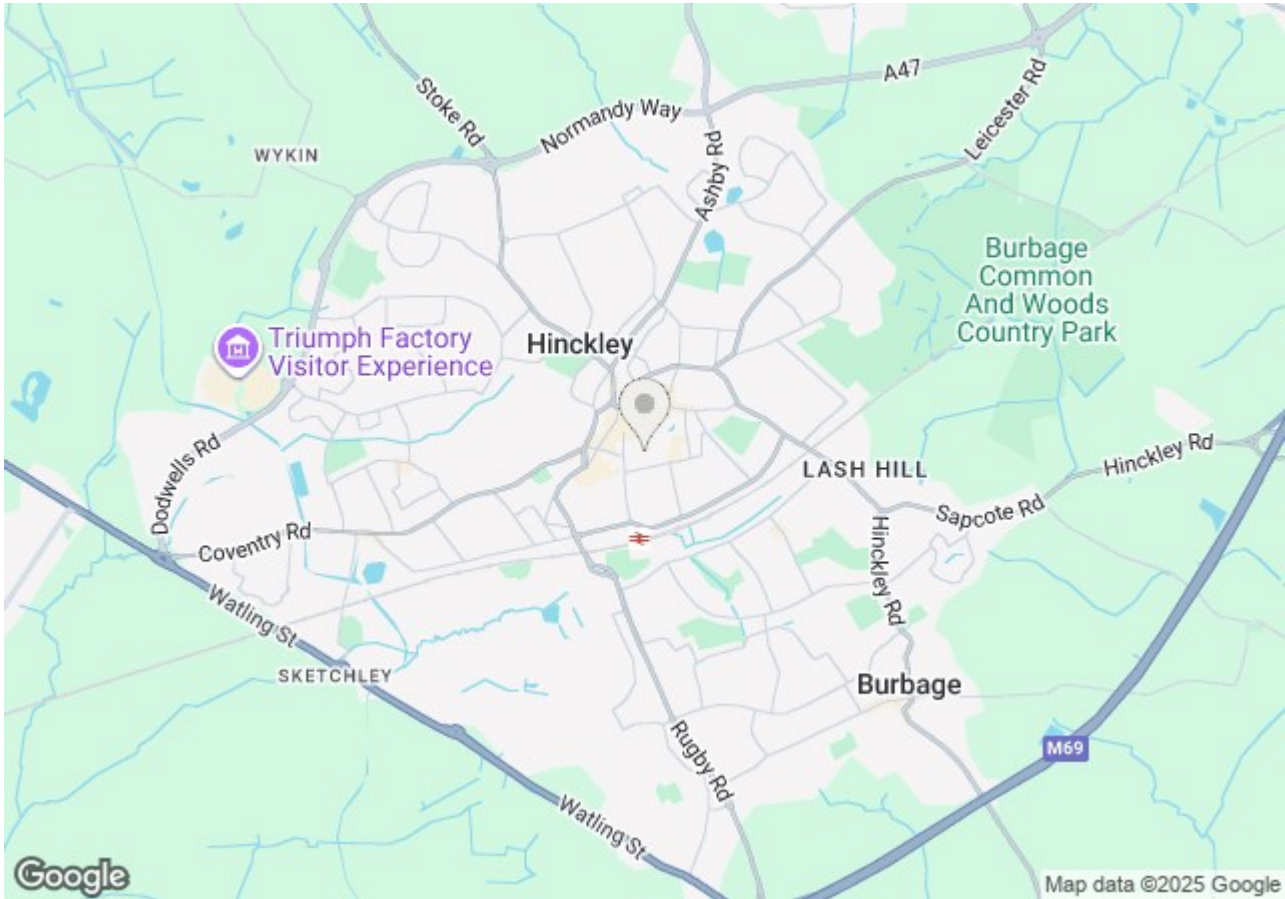 A47
Leicester Rd
Stoke Rd
Normandy Way
WYKIN
Ashby Rd
Burbage
Common
And Woods
Country Park
Triumph Factory
Visitor Experience
Hinckley
Dodwells Rd
LASH HILL
Hinckley Rd
Sapcote Rd
Coventry Rd
Hinckley Rd
Watling St
SKETCHLEY
Burbage
Rugby Rd
M69
Watling St
Google
Map data ©2025 Google